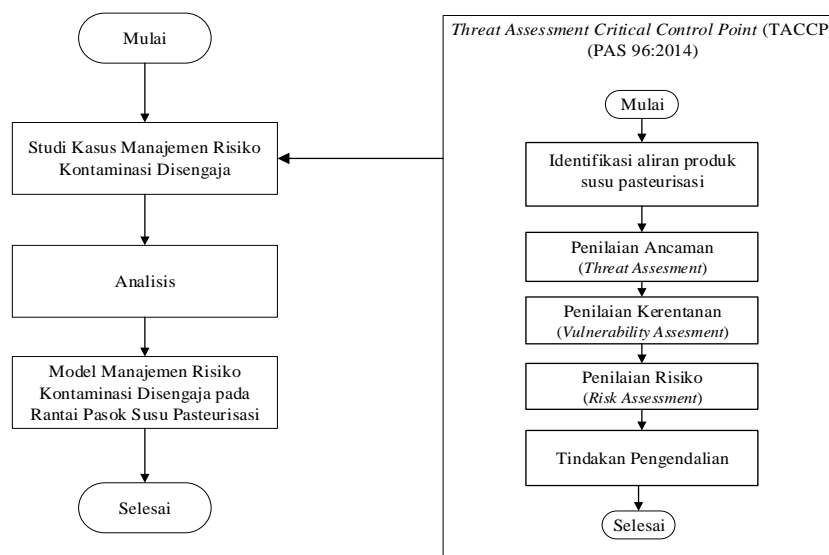 Mulai
Studi Kasus Manajemen Risiko
Kontaminasi Disengaja
Analisis
Model Manajemen Risiko
Kontaminasi Disengaja pada
Rantai Pasok Susu Pasteurisasi
Selesai
Threat Assessment Critical Control Point (TACCP)
(PAS 96:2014)
Mulai
Identifikasi aliran produk
susu pasteurisasi
Penilaian Ancaman
(Threat Assesment)
Penilaian Kerentanan
(Vulnerability Assesment)
Penilaian Risiko
(Risk Assessment)
Tindakan Pengendalian
Selesai